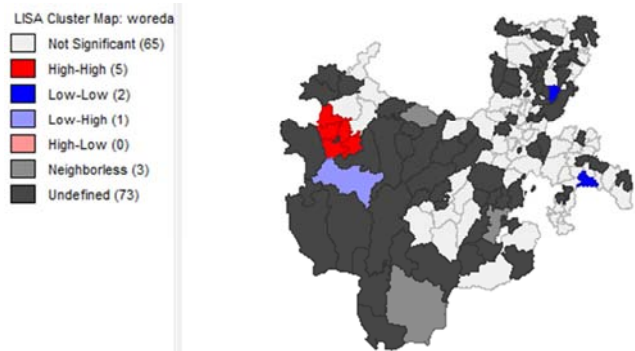 LISA Cluster Map: woreda
Not Significant (65)
High-High (5)
Low-Low (2)
Low-High (1)
High-Low (0)
Neighborless (3)
Undefined (73)